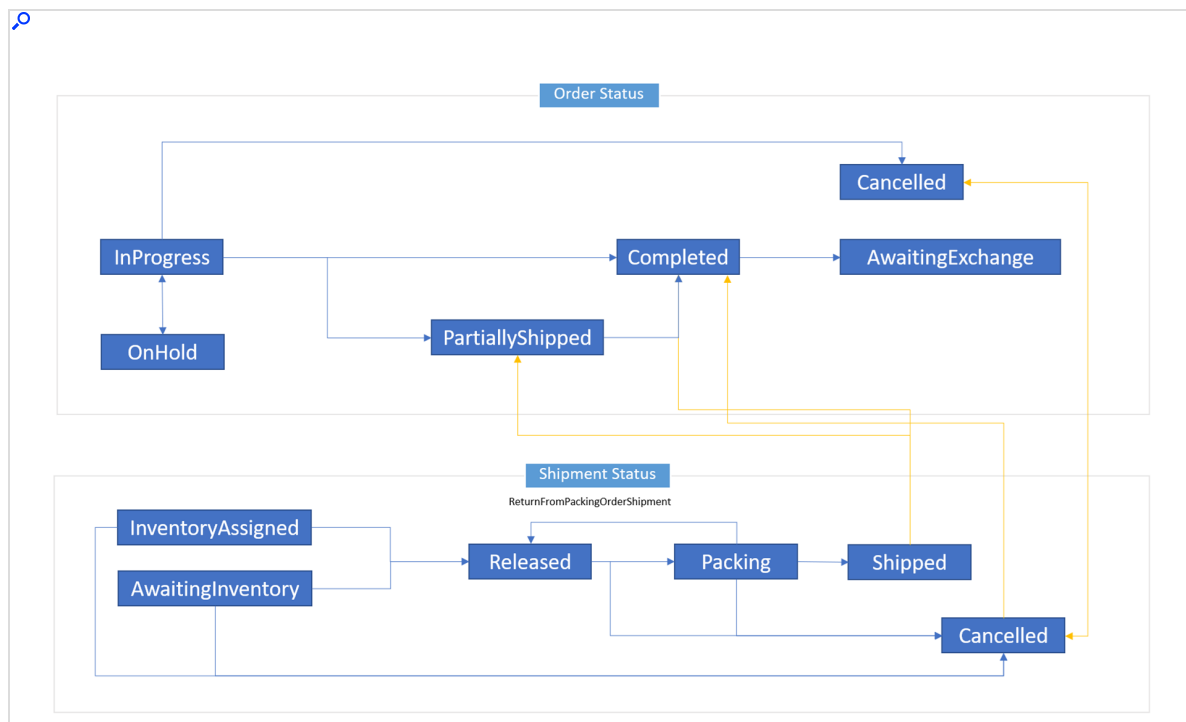 Order Status
Cancelled
InProgress
Completed
AwaitingExchange
PartiallyShipped
OnHold
Shipment Status
ReturnFromPackingOrderShipment
InventoryAssigned
Released
Packing
Shipped
AwaitingInventory
Cancelled